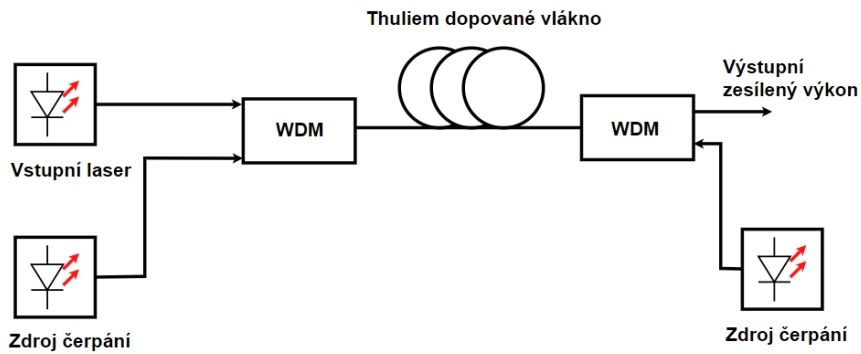 Thuliem dopované vlákno
Vstupní laser
WDM
WDM
Výstupní
zesílený výkon
Zdroj čerpání
Zdroj čerpání